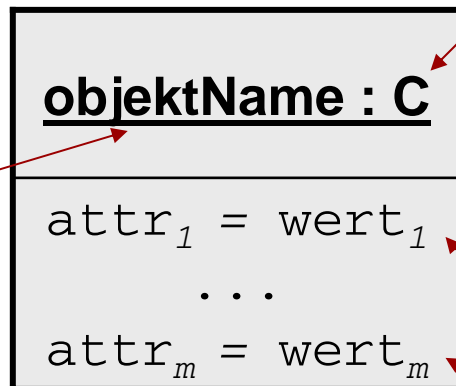 objektName : C
attr₁ = wert₁
...
attrₘ = wertₘ